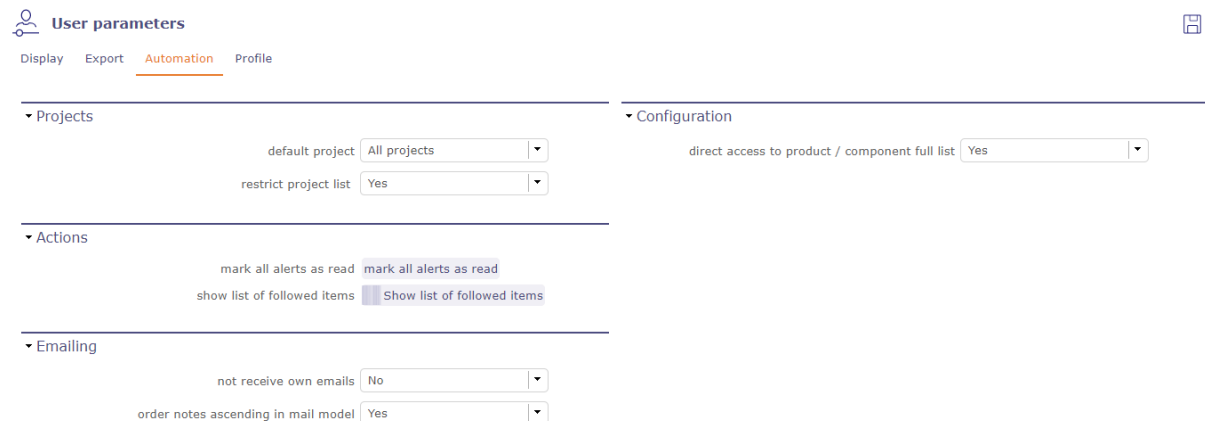 User parameters
Display Export Automation Profile
Projects
default project All projects
restrict project list Yes
Actions
mark all alerts as read mark all alerts as read
show list of followed items Show list of followed items
Emailing
not receive own emails No
order notes ascending in mail model Yes
Configuration
direct access to product / component full list Yes